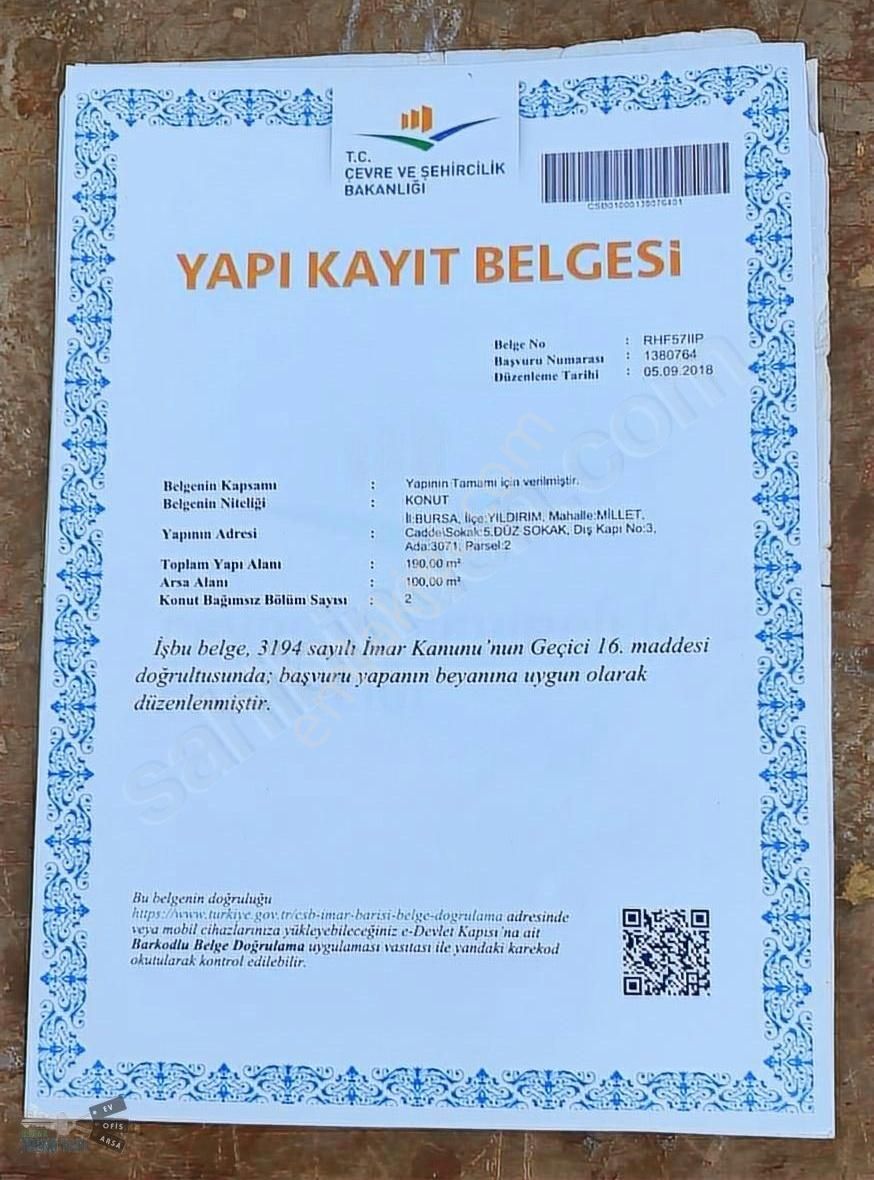 T.C.
ÇEVRE VE ŞEHİRCİLİK
BAKANLIĞI
YAPI KAYIT BELGESİ
Belge No : RHF57IIP
Başvuru Numarası : 1380764
Düzenleme Tarihi : 05.09.2018
Belgenin Kapsamı : Yapının Tamamı için verilmiştir.
Belgenin Niteliği : KONUT
Yapının Adresi : İl:BURSA, İlçe:YILDIRIM, Mahalle:MİLLET,
Cadde\Sokak:5.DÜZ SOKAK, Dış Kapı No:3,
Ada:3071, Parsel:2
Toplam Yapı Alanı : 190,00 m²
Arsa Alanı : 100,00 m²
Konut Bağımsız Bölüm Sayısı : 2
İşbu belge, 3194 sayılı İmar Kanunu'nun Geçici 16. maddesi
doğrultusunda; başvuru yapanın beyanına uygun olarak
düzenlenmiştir.
Bu belgenin doğruluğu
https://www.turkiye.gov.tr/csb-imar-barisi-belge-dogrulama adresinde
veya mobil cihazlarınıza yükleyebileceğiniz e-Devlet Kapısı'na ait
Barkodlu Belge Doğrulama uygulaması vasıtası ile yandaki karekod
okutularak kontrol edilebilir.
sahibinden.com
EV
OFİS
ARSA